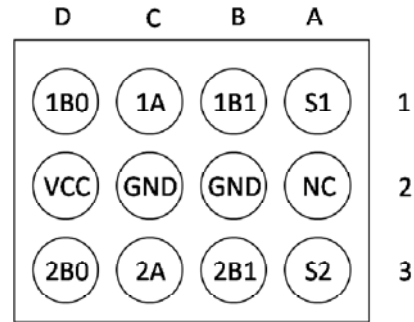 D C B A
1B0 1A 1B1 S1 1
VCC GND GND NC 2
2B0 2A 2B1 S2 3